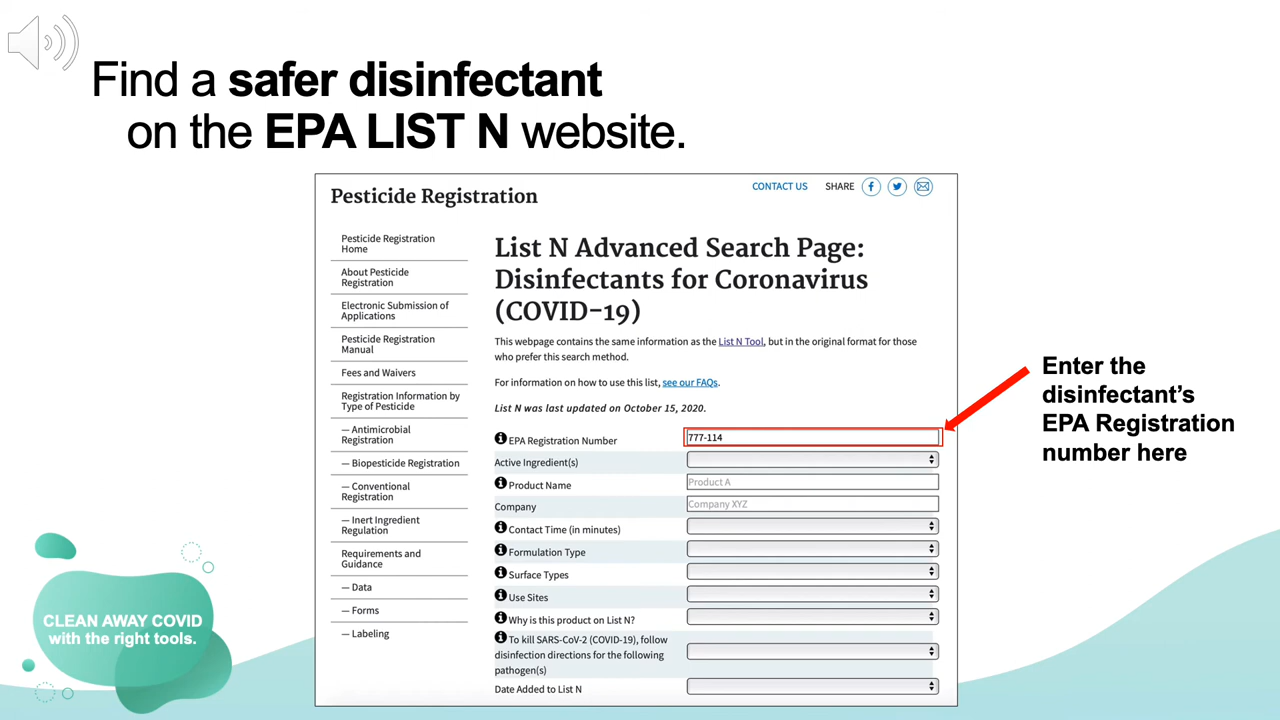 Find a safer disinfectant
on the EPA LIST N website.
Pesticide Registration
CONTACT US
SHARE
Pesticide Registration
Home
About Pesticide
Registration
Electronic Submission of
Applications
Pesticide Registration
Manual
Fees and Waivers
Registration Information by
Type of Pesticide
— Antimicrobial
Registration
— Biopesticide Registration
— Conventional
Registration
— Inert Ingredient
Regulation
Requirements and
Guidance
— Data
— Forms
— Labeling
List N Advanced Search Page:
Disinfectants for Coronavirus
(COVID-19)
This webpage contains the same information as the List N Tool, but in the original format for those
who prefer this search method.
For information on how to use this list, see our FAQs.
List N was last updated on October 15, 2020.
EPA Registration Number
777-114
Active Ingredient(s)
Product Name
Product A
Company
Company XYZ
Contact Time (in minutes)
Formulation Type
Surface Types
Use Sites
Why is this product on List N?
To kill SARS-CoV-2 (COVID-19), follow
disinfection directions for the following
pathogen(s)
Date Added to List N
Enter the
disinfectant’s
EPA Registration
number here
CLEAN AWAY COVID
with the right tools.